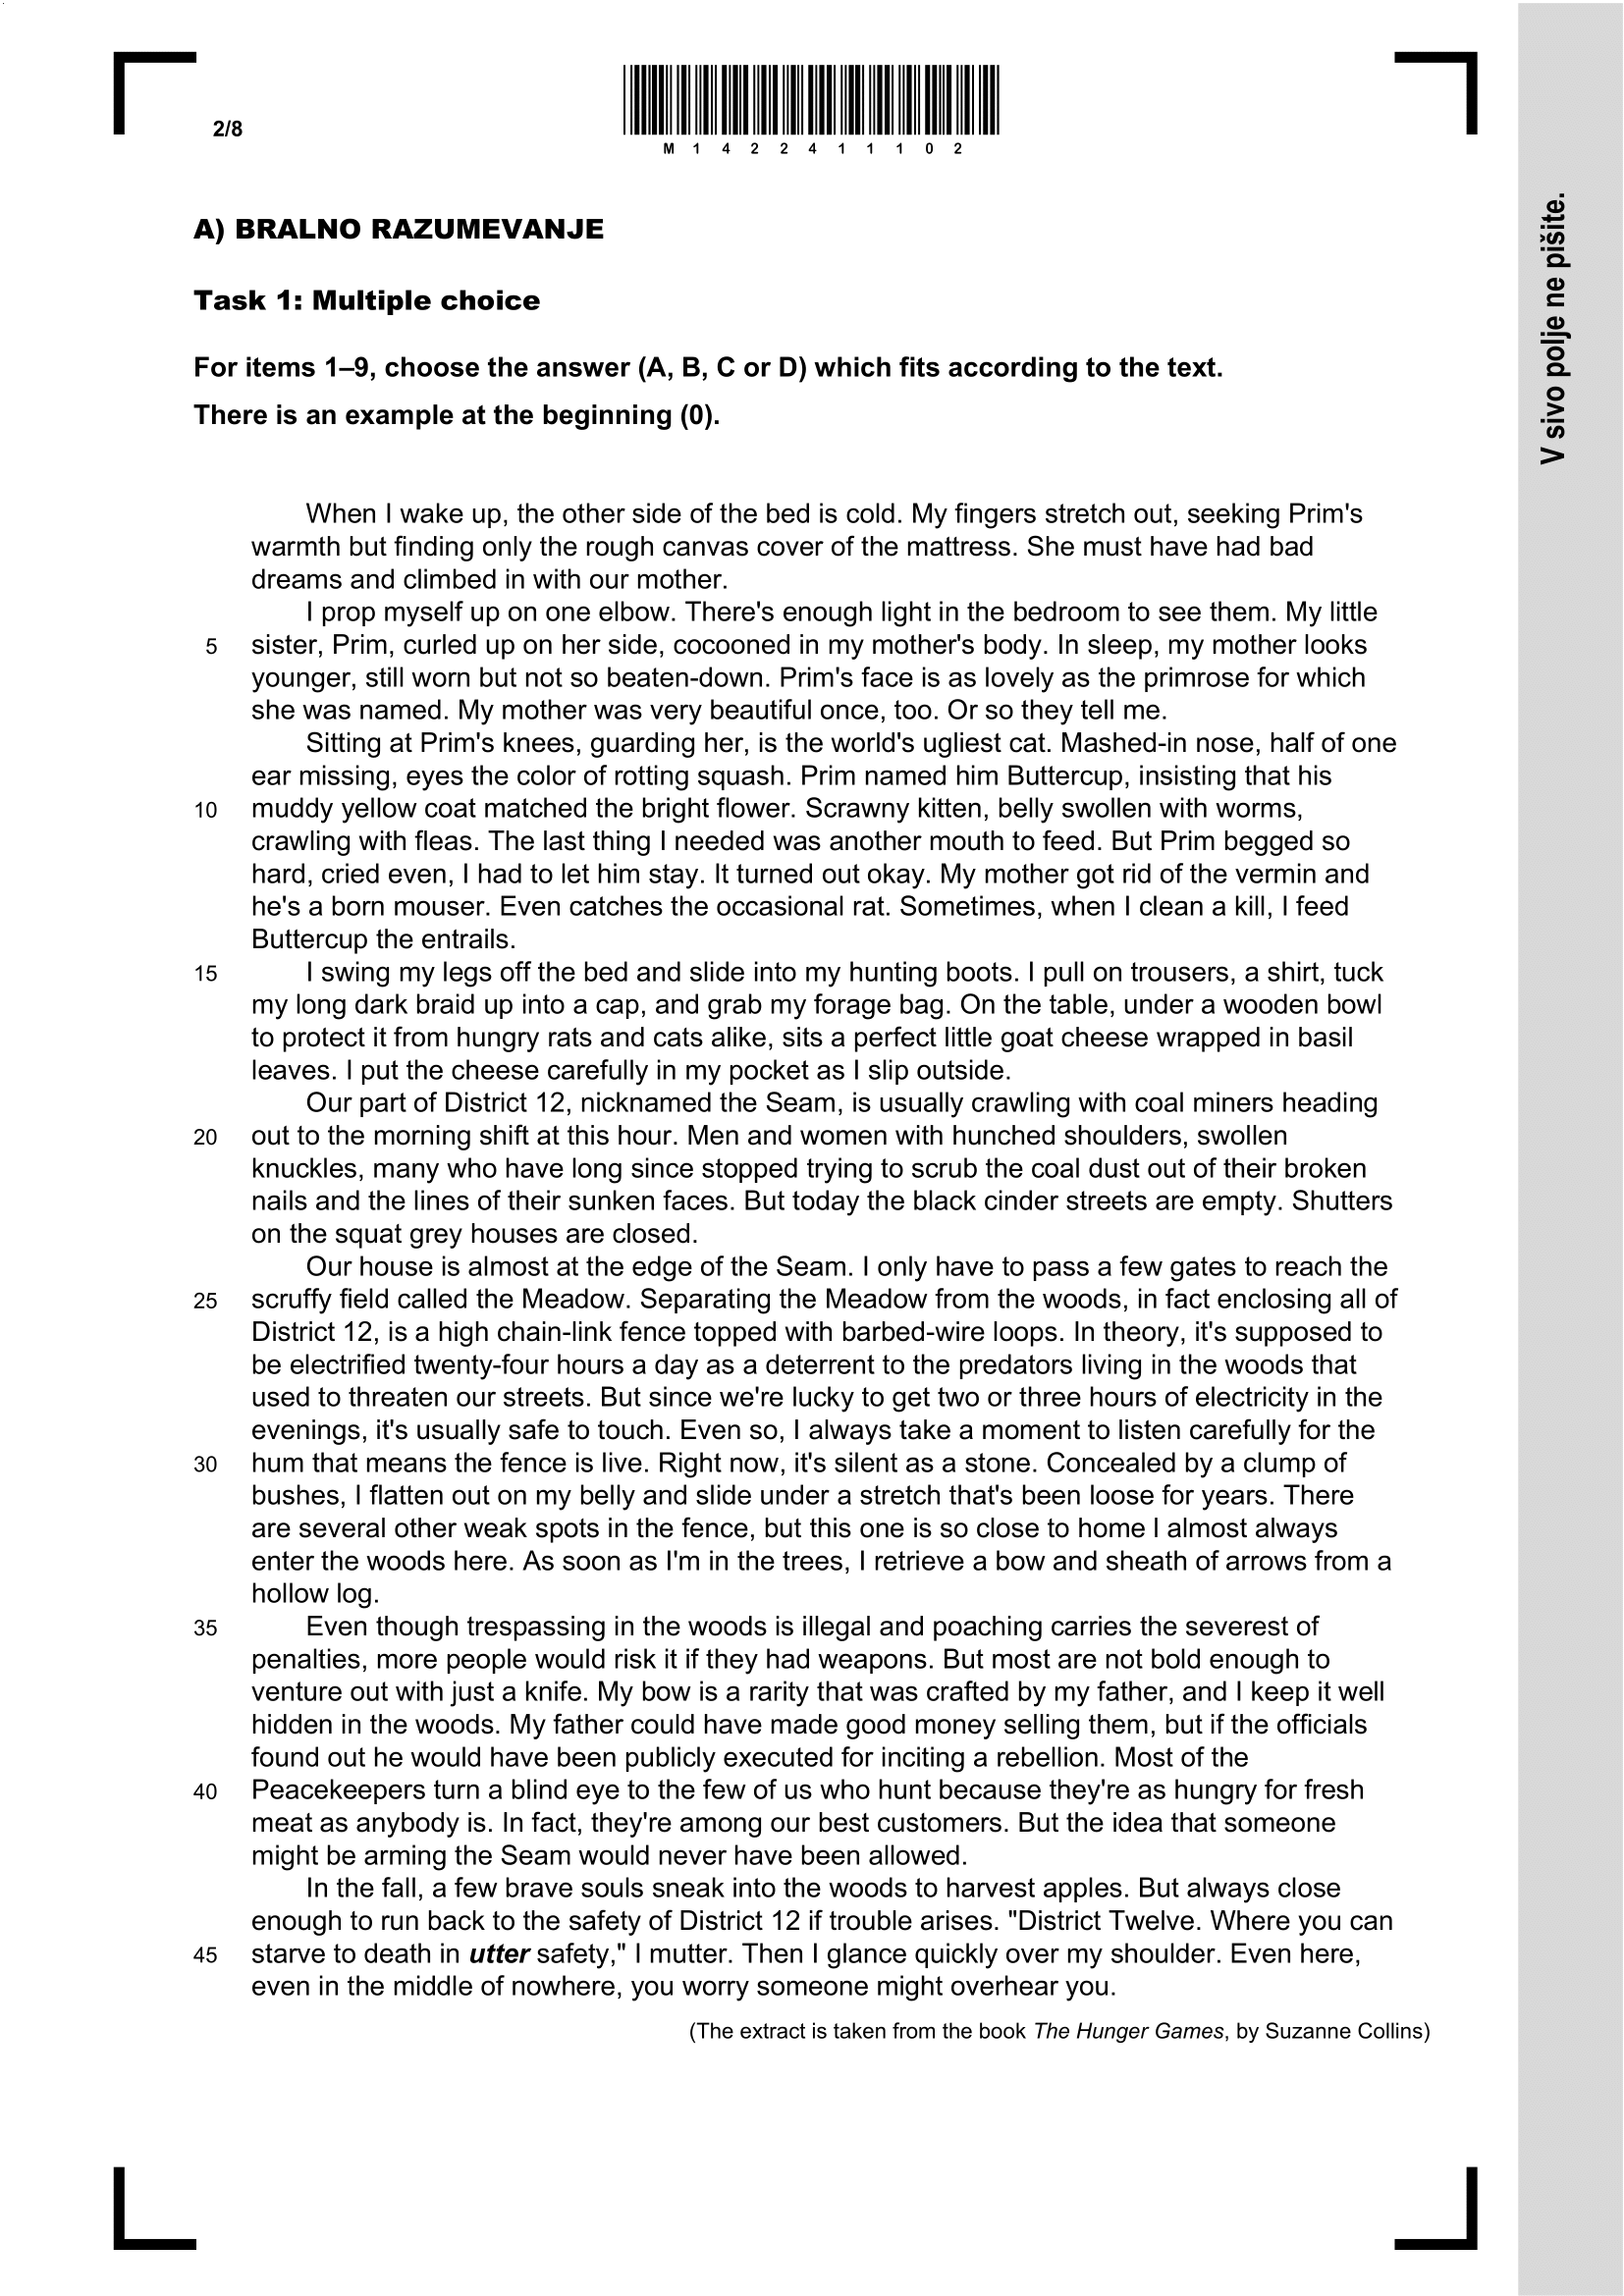 2/8
M 1 4 2 2 4 1 1 1 0 2
V sivo polje ne pišite.
A) BRALNO RAZUMEVANJE
Task 1: Multiple choice
For items 1–9, choose the answer (A, B, C or D) which fits according to the text.
There is an example at the beginning (0).
When I wake up, the other side of the bed is cold. My fingers stretch out, seeking Prim's
warmth but finding only the rough canvas cover of the mattress. She must have had bad
dreams and climbed in with our mother.
I prop myself up on one elbow. There's enough light in the bedroom to see them. My little
5 sister, Prim, curled up on her side, cocooned in my mother's body. In sleep, my mother looks
younger, still worn but not so beaten-down. Prim's face is as lovely as the primrose for which
she was named. My mother was very beautiful once, too. Or so they tell me.
Sitting at Prim's knees, guarding her, is the world's ugliest cat. Mashed-in nose, half of one
ear missing, eyes the color of rotting squash. Prim named him Buttercup, insisting that his
10 muddy yellow coat matched the bright flower. Scrawny kitten, belly swollen with worms,
crawling with fleas. The last thing I needed was another mouth to feed. But Prim begged so
hard, cried even, I had to let him stay. It turned out okay. My mother got rid of the vermin and
he's a born mouser. Even catches the occasional rat. Sometimes, when I clean a kill, I feed
Buttercup the entrails.
15 I swing my legs off the bed and slide into my hunting boots. I pull on trousers, a shirt, tuck
my long dark braid up into a cap, and grab my forage bag. On the table, under a wooden bowl
to protect it from hungry rats and cats alike, sits a perfect little goat cheese wrapped in basil
leaves. I put the cheese carefully in my pocket as I slip outside.
Our part of District 12, nicknamed the Seam, is usually crawling with coal miners heading
20 out to the morning shift at this hour. Men and women with hunched shoulders, swollen
knuckles, many who have long since stopped trying to scrub the coal dust out of their broken
nails and the lines of their sunken faces. But today the black cinder streets are empty. Shutters
on the squat grey houses are closed.
Our house is almost at the edge of the Seam. I only have to pass a few gates to reach the
25 scruffy field called the Meadow. Separating the Meadow from the woods, in fact enclosing all of
District 12, is a high chain-link fence topped with barbed-wire loops. In theory, it's supposed to
be electrified twenty-four hours a day as a deterrent to the predators living in the woods that
used to threaten our streets. But since we're lucky to get two or three hours of electricity in the
evenings, it's usually safe to touch. Even so, I always take a moment to listen carefully for the
30 hum that means the fence is live. Right now, it's silent as a stone. Concealed by a clump of
bushes, I flatten out on my belly and slide under a stretch that's been loose for years. There
are several other weak spots in the fence, but this one is so close to home I almost always
enter the woods here. As soon as I'm in the trees, I retrieve a bow and sheath of arrows from a
hollow log.
35 Even though trespassing in the woods is illegal and poaching carries the severest of
penalties, more people would risk it if they had weapons. But most are not bold enough to
venture out with just a knife. My bow is a rarity that was crafted by my father, and I keep it well
hidden in the woods. My father could have made good money selling them, but if the officials
found out he would have been publicly executed for inciting a rebellion. Most of the
40 Peacekeepers turn a blind eye to the few of us who hunt because they're as hungry for fresh
meat as anybody is. In fact, they're among our best customers. But the idea that someone
might be arming the Seam would never have been allowed.
In the fall, a few brave souls sneak into the woods to harvest apples. But always close
enough to run back to the safety of District 12 if trouble arises. "District Twelve. Where you can
45 starve to death in utter safety," I mutter. Then I glance quickly over my shoulder. Even here,
even in the middle of nowhere, you worry someone might overhear you.
(The extract is taken from the book The Hunger Games, by Suzanne Collins)